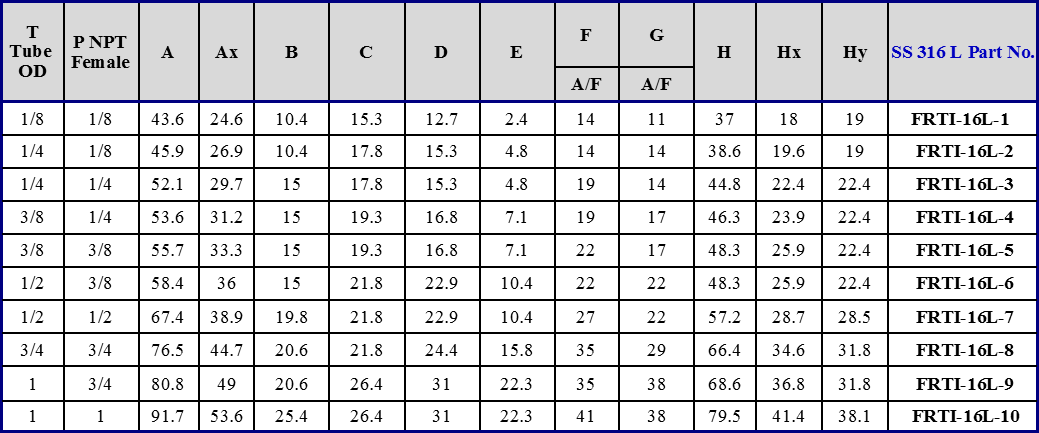 T Tube OD P NPT Female A Ax B C D E F A/F G A/F H Hx Hy SS 316 L Part No.
1/8 1/8 43.6 24.6 10.4 15.3 12.7 2.4 14 11 37 18 19 FRTI-16L-1
1/4 1/8 45.9 26.9 10.4 17.8 15.3 4.8 14 14 38.6 19.6 19 FRTI-16L-2
1/4 1/4 52.1 29.7 15 17.8 15.3 4.8 19 14 44.8 22.4 22.4 FRTI-16L-3
3/8 1/4 53.6 31.2 15 19.3 16.8 7.1 19 17 46.3 23.9 22.4 FRTI-16L-4
3/8 3/8 55.7 33.3 15 19.3 16.8 7.1 22 17 48.3 25.9 22.4 FRTI-16L-5
1/2 3/8 58.4 36 15 21.8 22.9 10.4 22 22 48.3 25.9 22.4 FRTI-16L-6
1/2 1/2 67.4 38.9 19.8 21.8 22.9 10.4 27 22 57.2 28.7 28.5 FRTI-16L-7
3/4 3/4 76.5 44.7 20.6 21.8 24.4 15.8 35 29 66.4 34.6 31.8 FRTI-16L-8
1 3/4 80.8 49 20.6 26.4 31 22.3 35 38 68.6 36.8 31.8 FRTI-16L-9
1 1 91.7 53.6 25.4 26.4 31 22.3 41 38 79.5 41.4 38.1 FRTI-16L-10